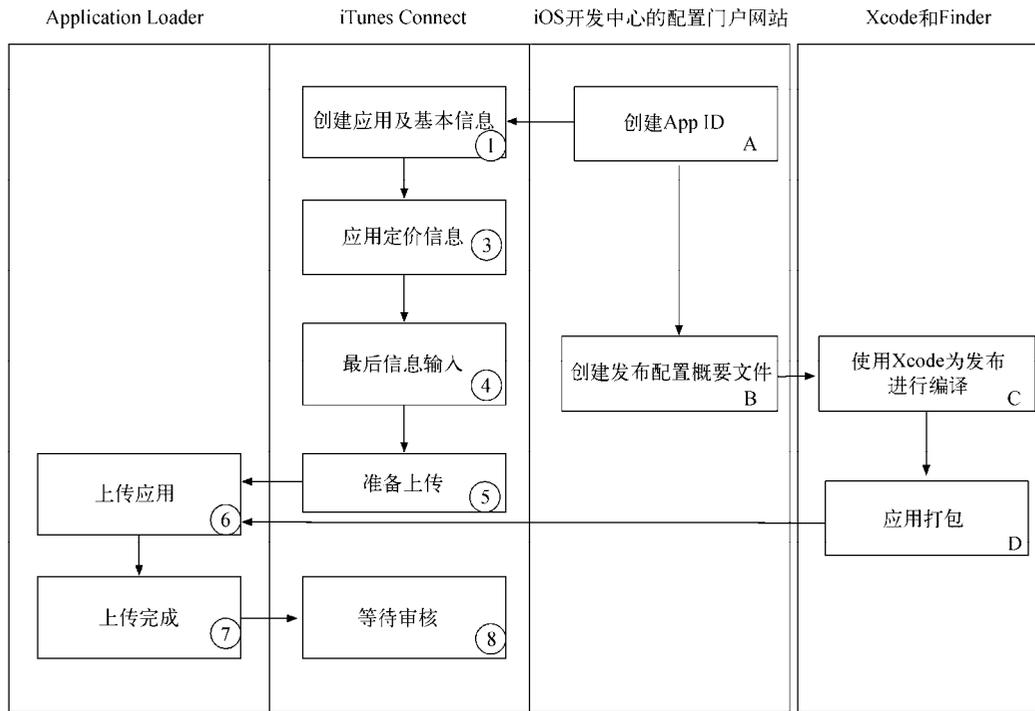 Application Loader
iTunes Connect
iOS开发中心的配置门户网站
Xcode和Finder
创建应用及基本信息
1
创建App ID
A
应用定价信息
3
最后信息输入
4
创建发布配置概要文件
B
使用Xcode为发布
进行编译
C
准备上传
5
上传应用
6
应用打包
D
上传完成
7
等待审核
8